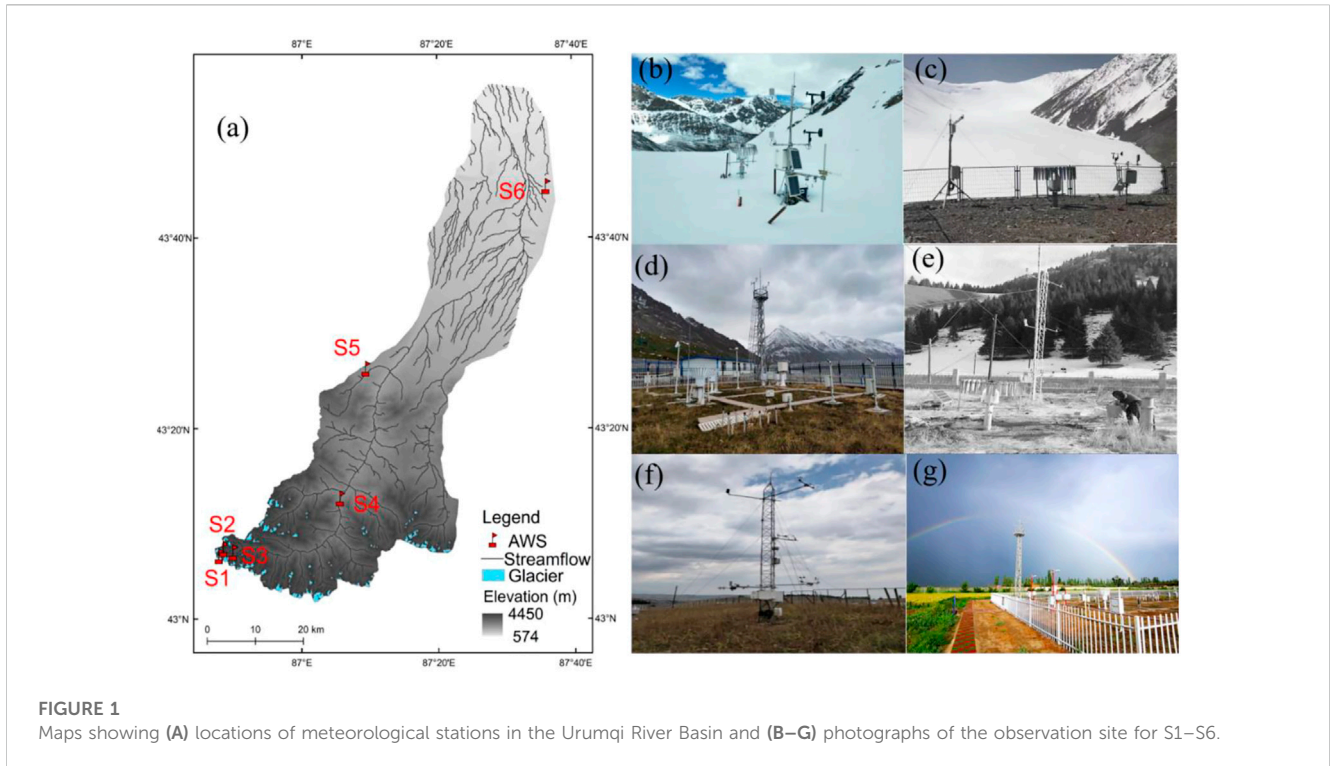 87°E 87°20'E 87°40'E
(a)
(b)
(c)
S6
43°40'N 43°40'N
(d)
(e)
S5
43°20'N 43°20'N
(f)
(g)
S4
Legend
AWS
Streamflow
Glacier
Elevation (m)
4450
574
S2
S3
S1
43°N 43°N
0 10 20 km
87°E 87°20'E 87°40'E
FIGURE 1
Maps showing (A) locations of meteorological stations in the Urumqi River Basin and (B–G) photographs of the observation site for S1–S6.